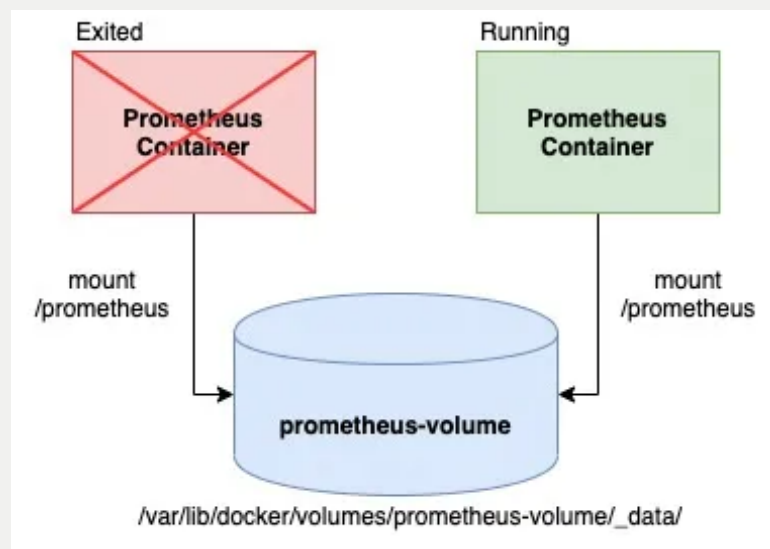 Exited
Running
Prometheus
Container
Prometheus
Container
mount
/prometheus
mount
/prometheus
prometheus-volume
/var/lib/docker/volumes/prometheus-volume/_data/